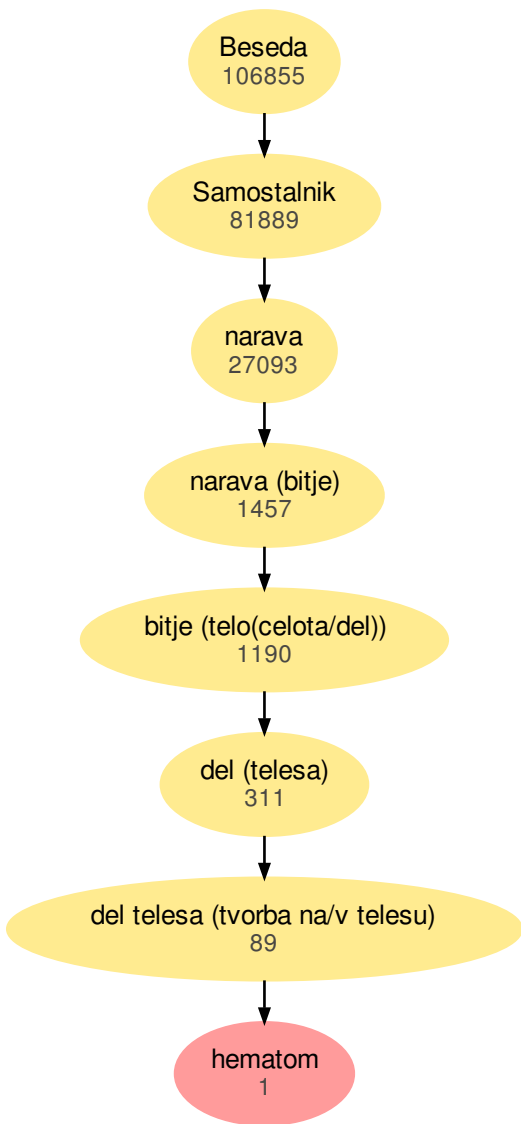 Beseda
106855
Samostalnik
81889
narava
27093
narava (bitje)
1457
bitje (telo(celota/del))
1190
del (telesa)
311
del telesa (tvorba na/v telesu)
89
hematom
1